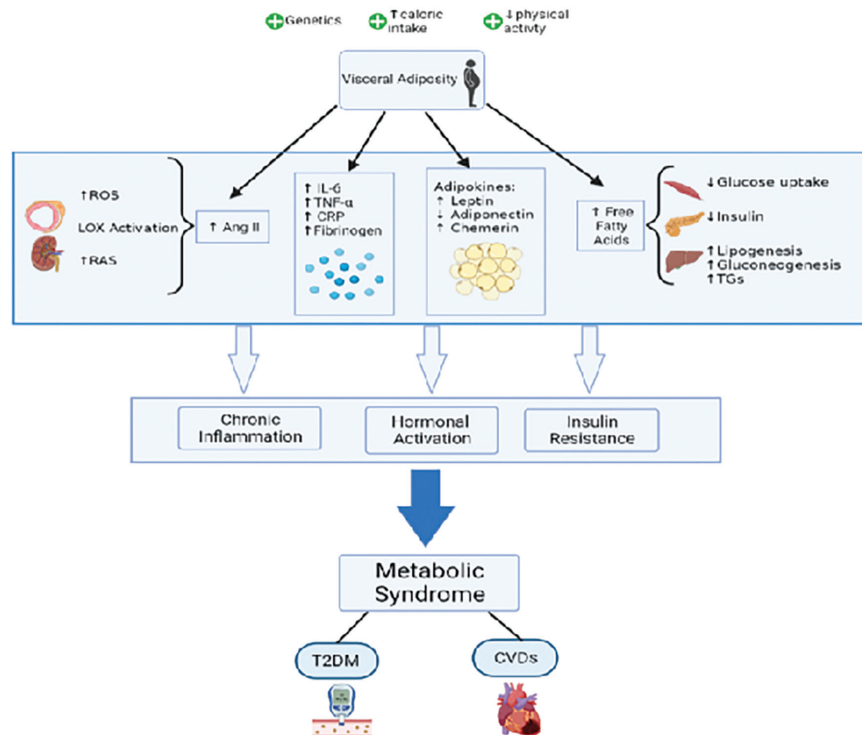 Genetics
↑caloric
intake
↓physical
activty
Visceral Adiposity
↑ROS
LOX Activation
↑RAS
↑ Ang II
↑ IL-6
↑TNF-α
↑ CRP
↑Fibrinogen
Adipokines:
↑ Leptin
↓ Adiponectin
↑ Chemerin
↑ Free
Fatty
Acids
↓Glucose uptake
↓Insulin
↑Lipogenesis
↑Gluconeogenesis
↑TGs
Chronic
Inflammation
Hormonal
Activation
Insulin
Resistance
Metabolic
Syndrome
T2DM
CVDs